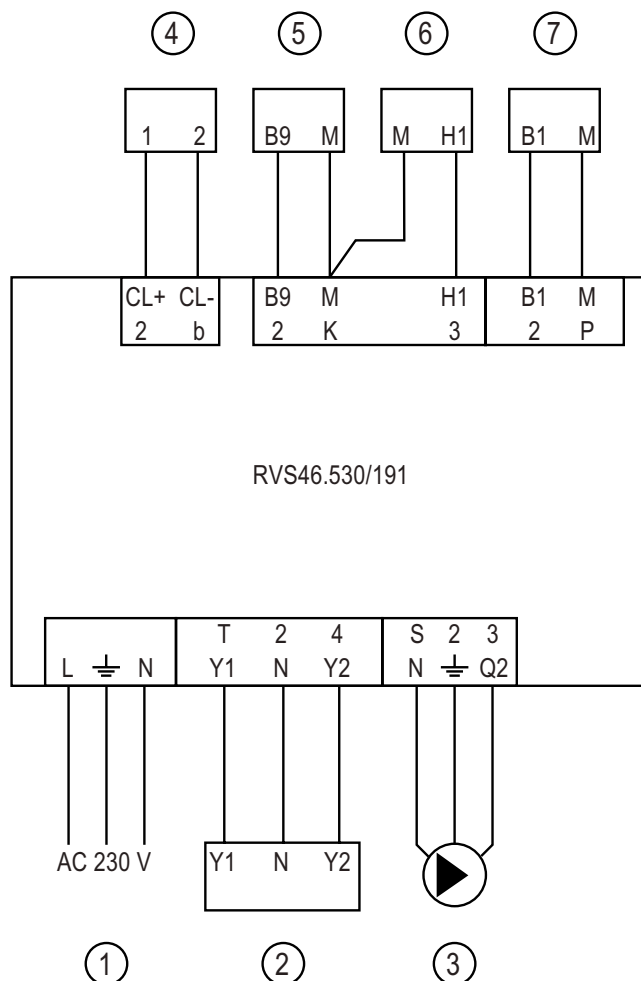 4 5 6 7
1 2 B9 M M H1 B1 M
CL+ CL- B9 M H1 B1 M
2 b 2 K 3 2 P
RVS46.530/191
T 2 4 S 2 3
L N Y1 N Y2 N Q2
AC 230 V Y1 N Y2
1 2 3